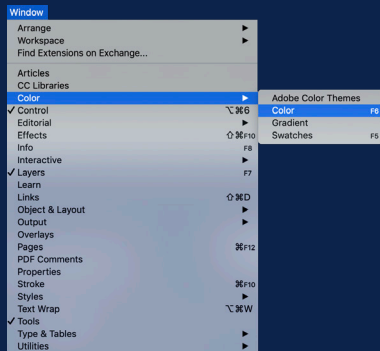 Window
Arrange
Workspace
Find Extensions on Exchange...
Articles
CC Libraries
Color
Control ⌥⌘6
Editorial
Effects ⇧⌘F10
Info F8
Interactive
Layers F7
Learn
Links ⇧⌘D
Object & Layout
Output
Overlays
Pages ⌘F12
PDF Comments
Properties
Stroke ⌘F10
Styles
Text Wrap ⌥⌘W
Tools
Type & Tables
Utilities
Adobe Color Themes
Color F6
Gradient
Swatches F5